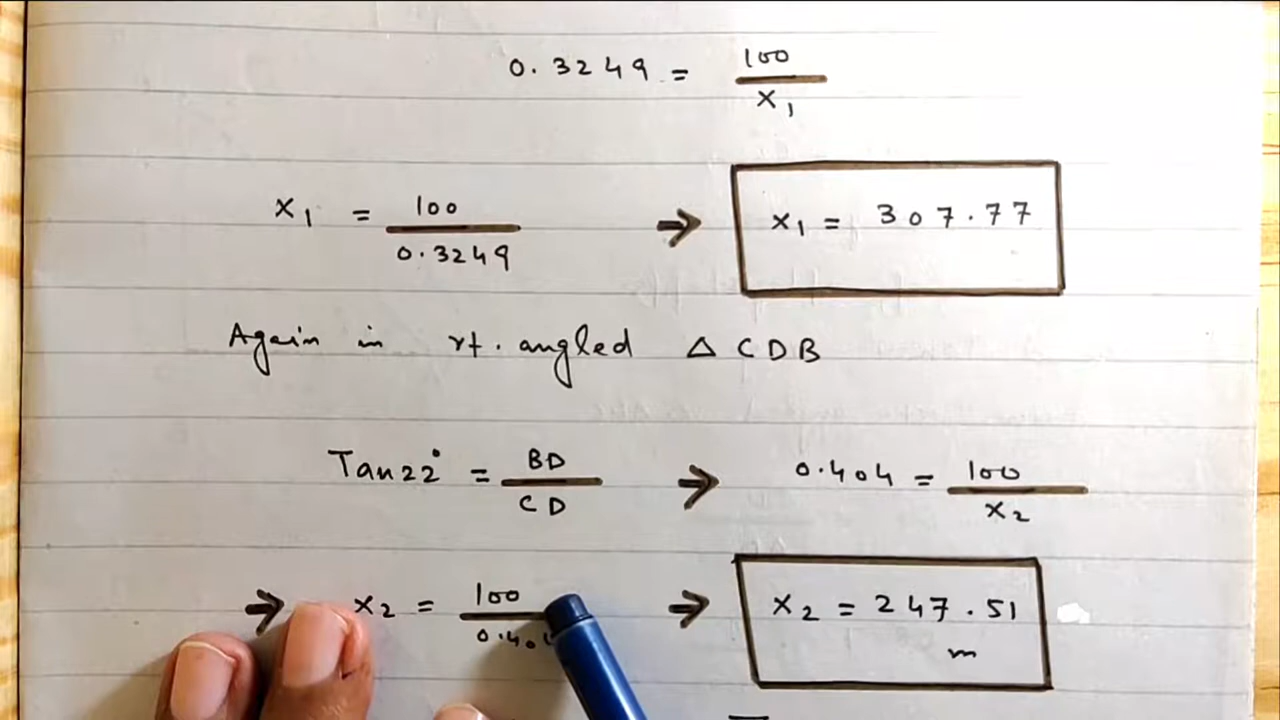 0.3249 = 100 / x₁
x₁ = 100 / 0.3249 → x₁ = 307.77
Again in rt. angled △ CDB
Tan22° = BD / CD → 0.404 = 100 / x₂
→ x₂ = 100 / 0.404 → x₂ = 247.51 m